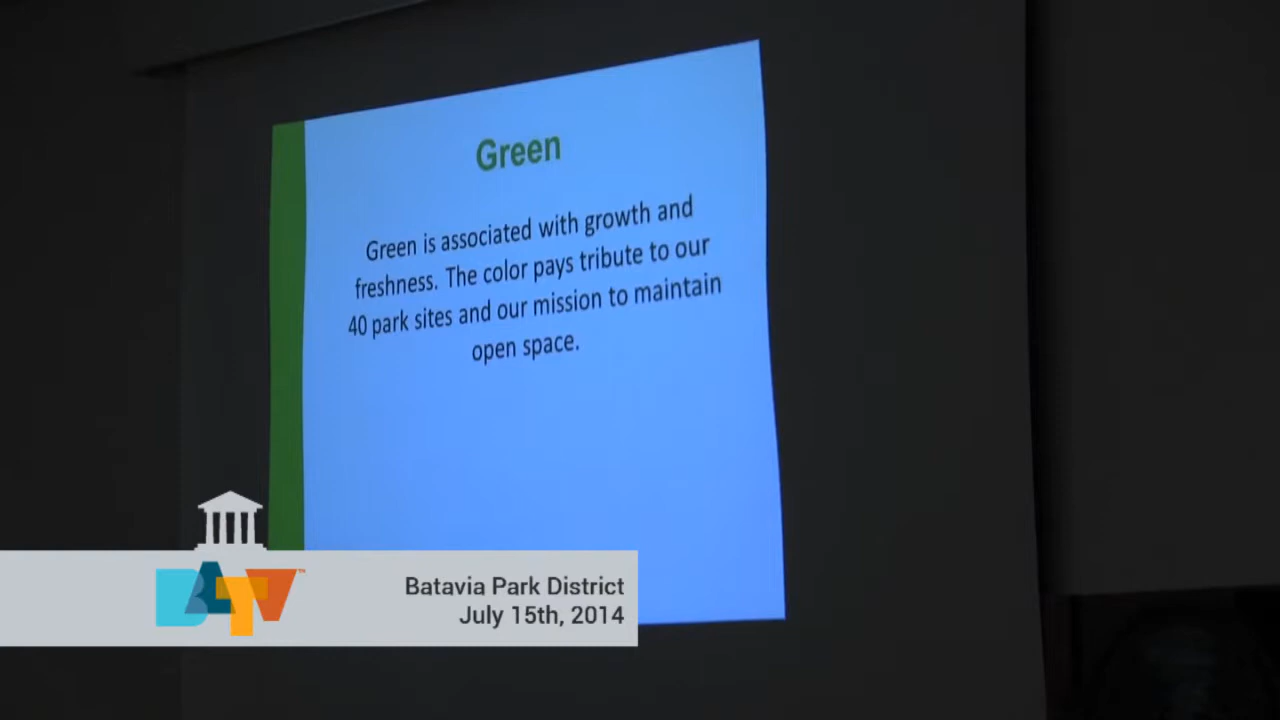 Green
Green is associated with growth and
freshness. The color pays tribute to our
40 park sites and our mission to maintain
open space.
BATV™
Batavia Park District
July 15th, 2014